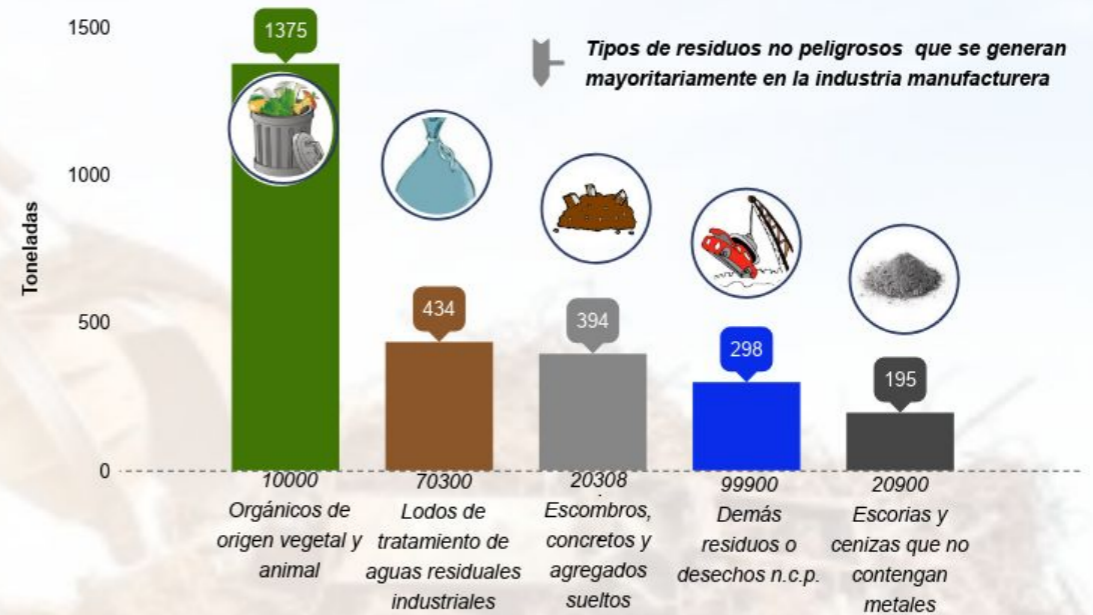 Tipos de residuos no peligrosos que se generan
mayoritariamente en la industria manufacturera
Toneladas
1500
1000
500
0
1375
434
394
298
195
10000
Orgánicos de
origen vegetal y
animal
70300
Lodos de
tratamiento de
aguas residuales
industriales
20308
Escombros,
concretos y
agregados
sueltos
99900
Demás
residuos o
desechos n.c.p.
20900
Escorias y
cenizas que no
contengan
metales